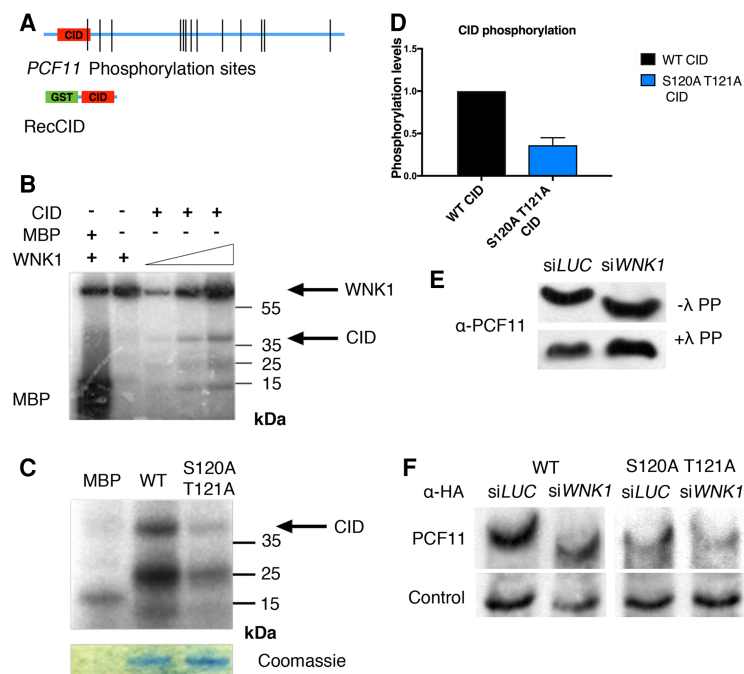 A
CID
PCF11 Phosphorylation sites
GST CID
RecCID
B
CID - - + + +
MBP + - - - -
WNK1 + +
WNK1
55
CID
35
25
15
MBP
kDa
C
MBP WT S120A T121A
CID
35
25
15
kDa
Coomassie
D
CID phosphorylation
Phosphorylation levels
1.5
1.0
0.5
0.0
WT CID
S120A T121A
CID
WT CID
S120A T121A
CID
E
siLUC siWNK1
α-PCF11
-λ PP
+λ PP
F
WT S120A T121A
α-HA siLUC siWNK1 siLUC siWNK1
PCF11
Control